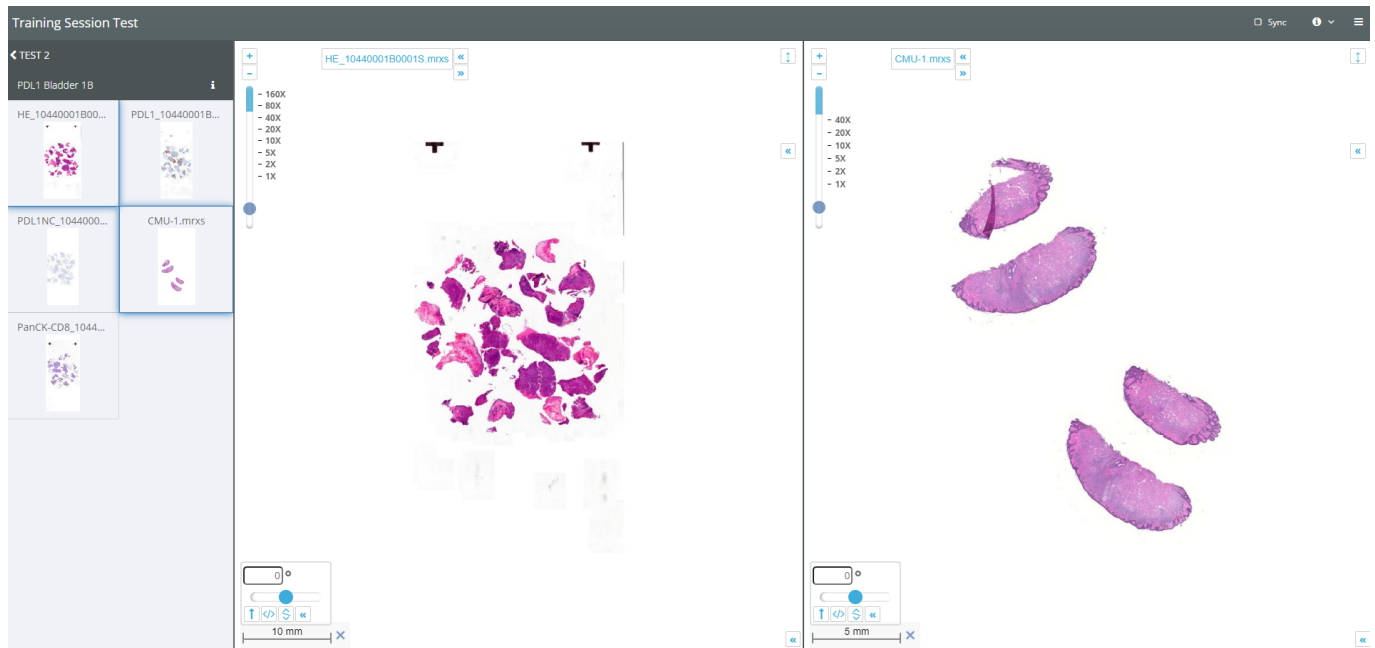 Training Session Test
Sync
TEST 2
PDL1 Bladder 1B
HE_10440001B00...
PDL1_10440001B...
PDL1NC_1044000...
CMU-1.mrxs
PanCK-CD8_1044...
HE_10440001B0001S.mrxs
160X
80X
40X
20X
10X
5X
2X
1X
0°
10 mm
CMU-1.mrxs
40X
20X
10X
5X
2X
1X
0°
5 mm